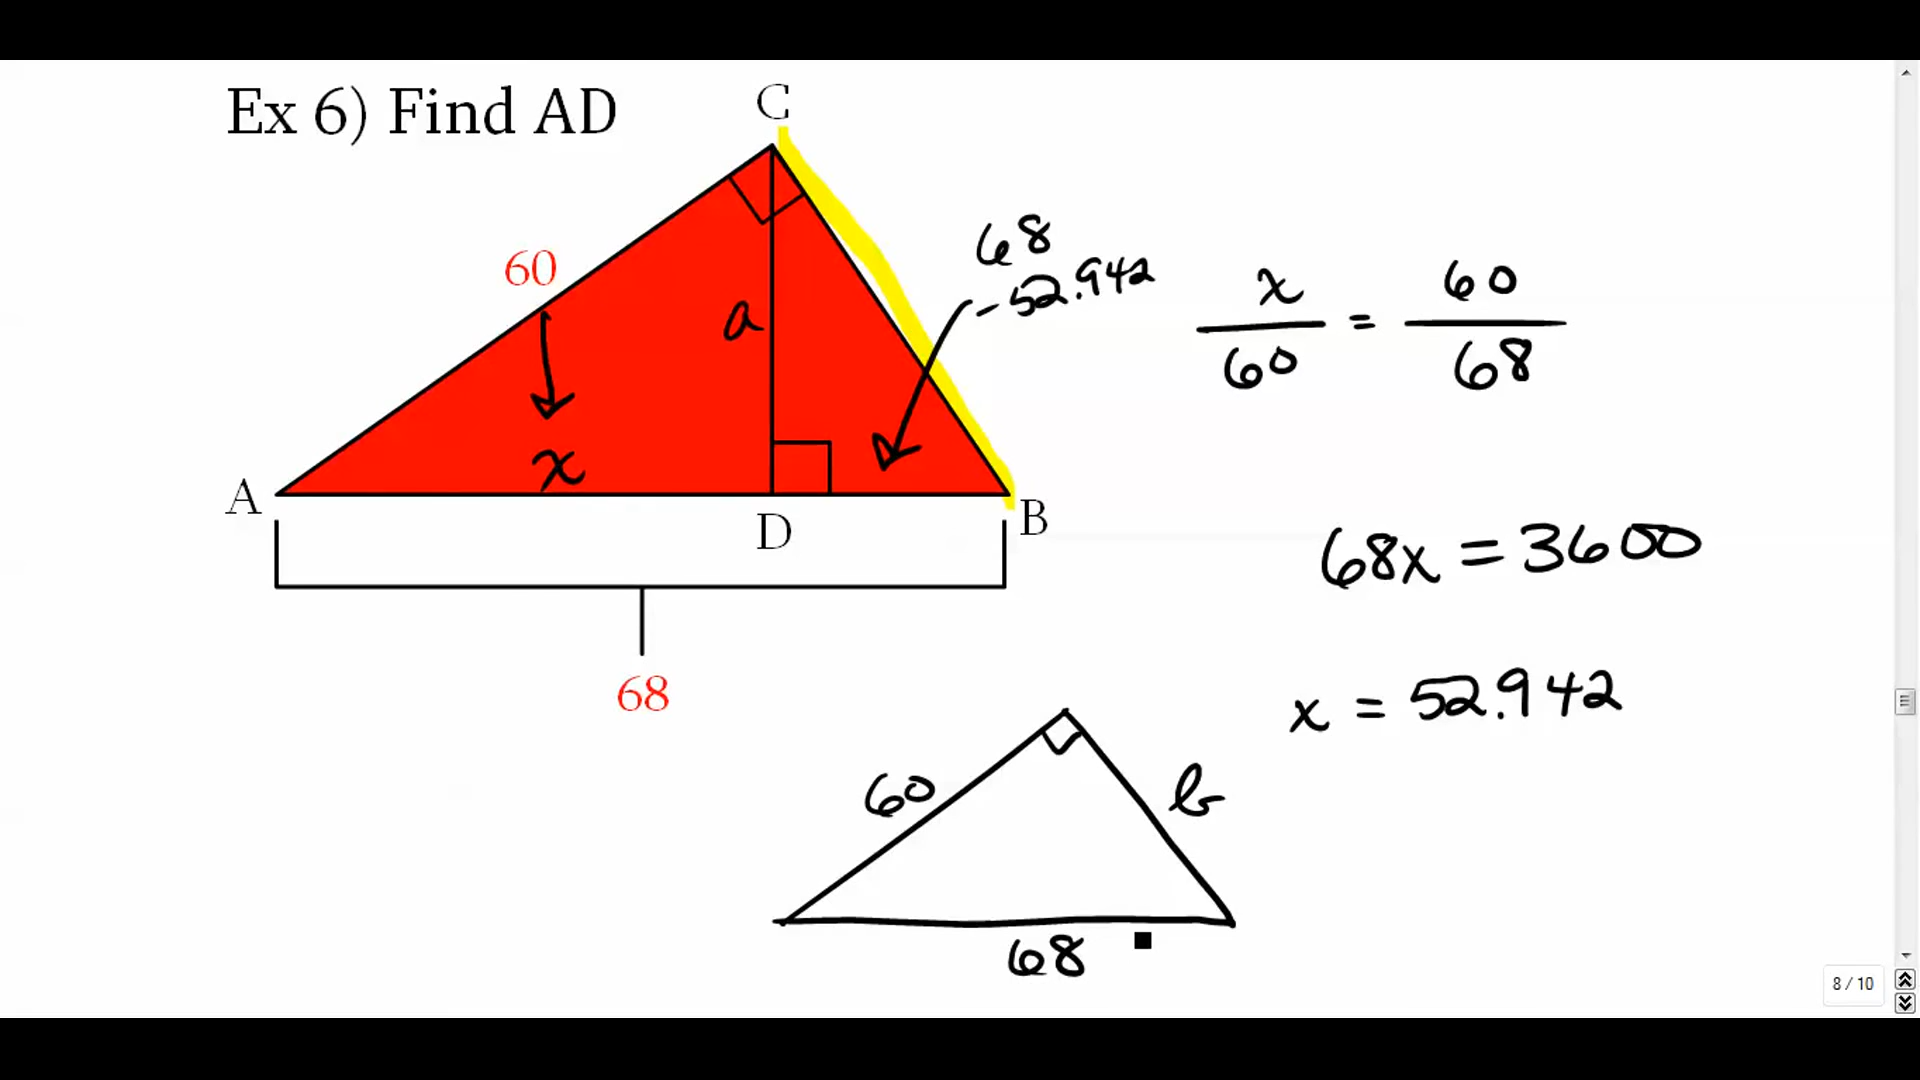 Ex 6) Find AD
C
60
a
68
-52.942
x
A
D
B
68
x/60 = 60/68
68x = 3600
x = 52.942
60
b
68
8 / 10